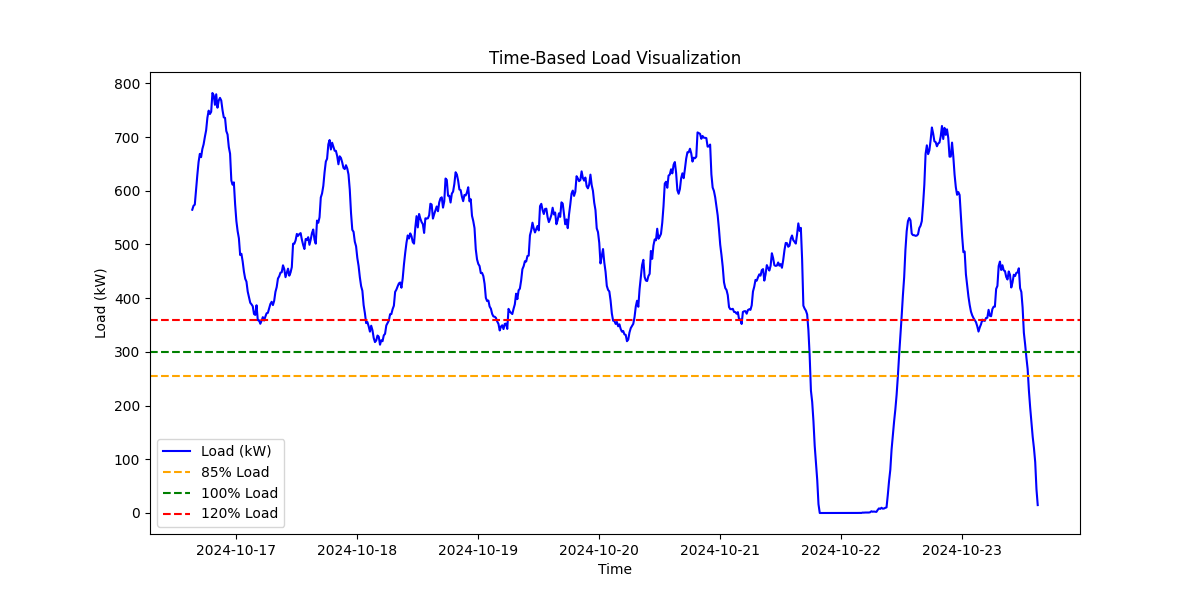 Time-Based Load Visualization
800
700
600
500
400
300
200
100
0
Load (kW)
Load (kW)
85% Load
100% Load
120% Load
2024-10-17
2024-10-18
2024-10-19
2024-10-20
2024-10-21
2024-10-22
2024-10-23
Time